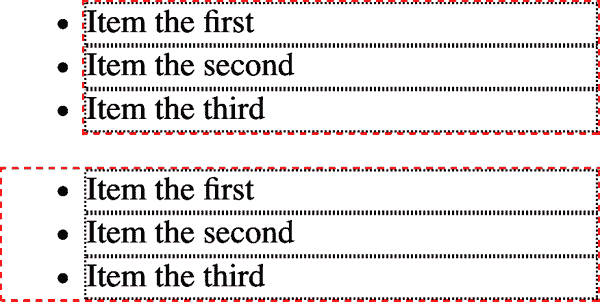 • Item the first
• Item the second
• Item the third
• Item the first
• Item the second
• Item the third